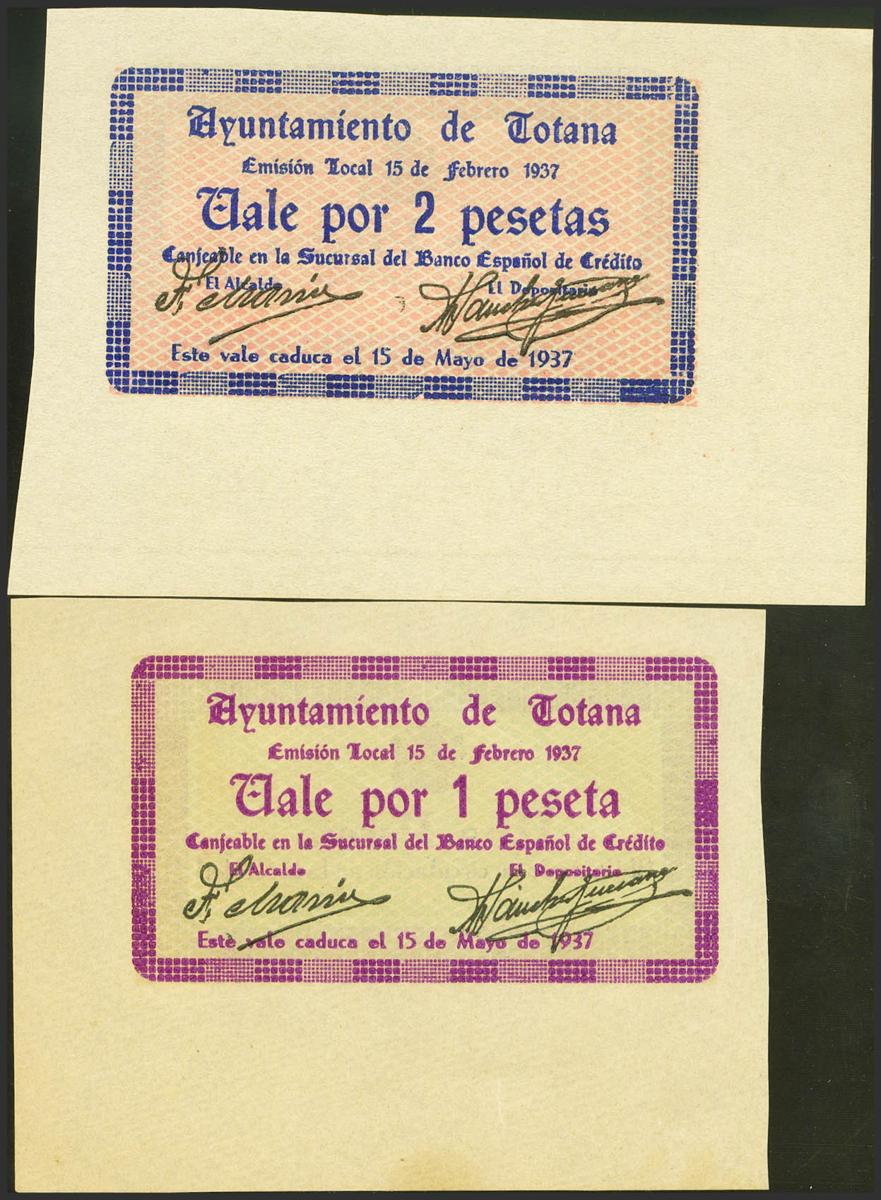 Ayuntamiento de Totana
Emisión Local 15 de Febrero 1937
Vale por 2 pesetas
Canjeable en la Sucursal del Banco Español de Crédito
El Alcalde El Depositario
Este vale caduca el 15 de Mayo de 1937
Ayuntamiento de Totana
Emisión Local 15 de Febrero 1937
Vale por 1 peseta
Canjeable en la Sucursal del Banco Español de Crédito
El Alcalde El Depositario
Este vale caduca el 15 de Mayo de 1937